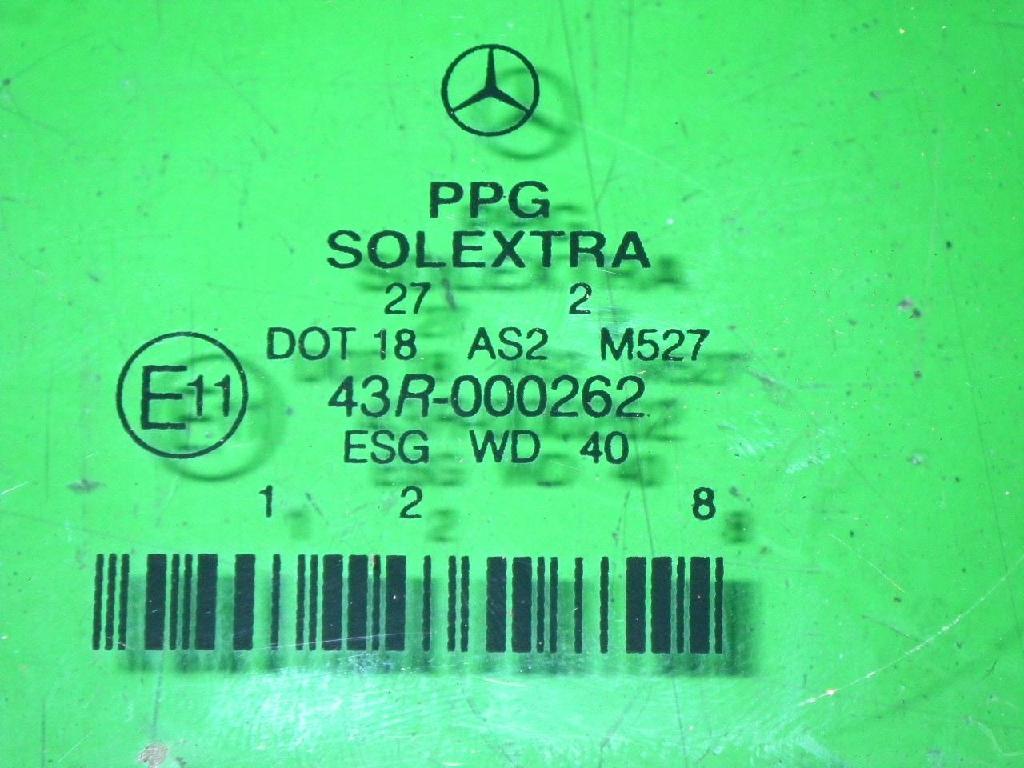 PPG
SOLEXTRA
27 2
DOT 18 AS2 M527
E11 43R-000262
ESG WD 40
1 2 8